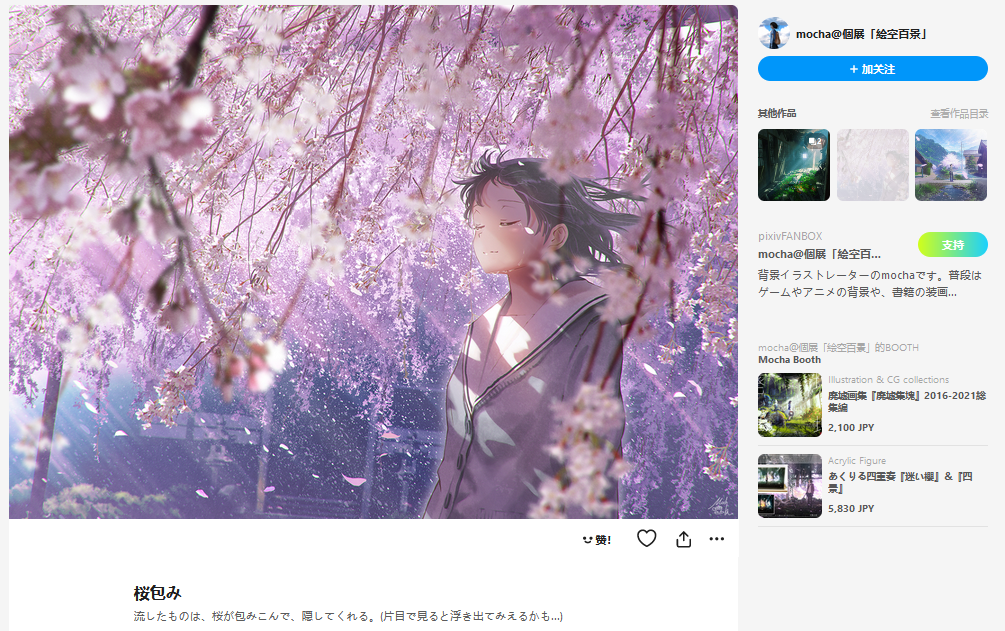 mocha@個展「絵空百景」
+ 加关注
其他作品
查看作品目录
2
pixivFANBOX
mocha@個展「絵空百...
支持
背景イラストレーターのmochaです。普段は
ゲームやアニメの背景や、書籍の装画...
mocha@個展「絵空百景」的BOOTH
Mocha Booth
Illustration & CG collections
廃墟画集『廃墟集塊』2016-2021総
集編
2,100 JPY
Acrylic Figure
あくりる四重奏『迷い櫻』＆『四
景』
5,830 JPY
赞!
桜包み
流したものは、桜が包みこんで、隠してくれる。(片目で見ると浮き出てみえるかも...)